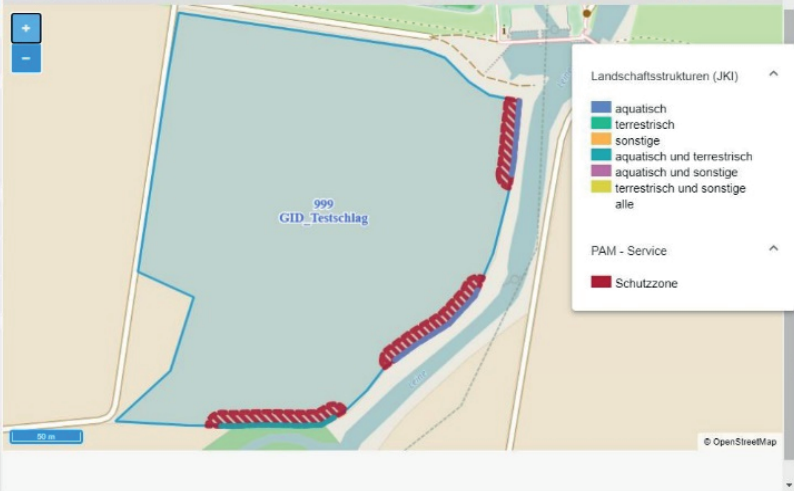 +
−
i
Landschaftsstrukturen (JKI)
aquatisch
terrestrisch
sonstige
aquatisch und terrestrisch
aquatisch und sonstige
terrestrisch und sonstige
alle
PAM - Service
Schutzzone
999
GID_Testschlag
50 m
© OpenStreetMap